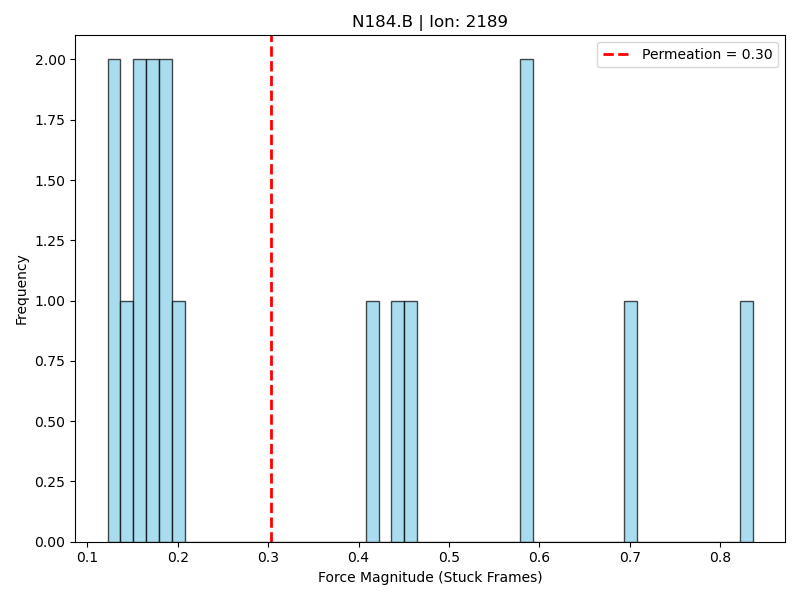 N184.B | Ion: 2189
Permeation = 0.30
2.00
1.75
1.50
1.25
1.00
0.75
0.50
0.25
0.00
Frequency
0.1 0.2 0.3 0.4 0.5 0.6 0.7 0.8
Force Magnitude (Stuck Frames)